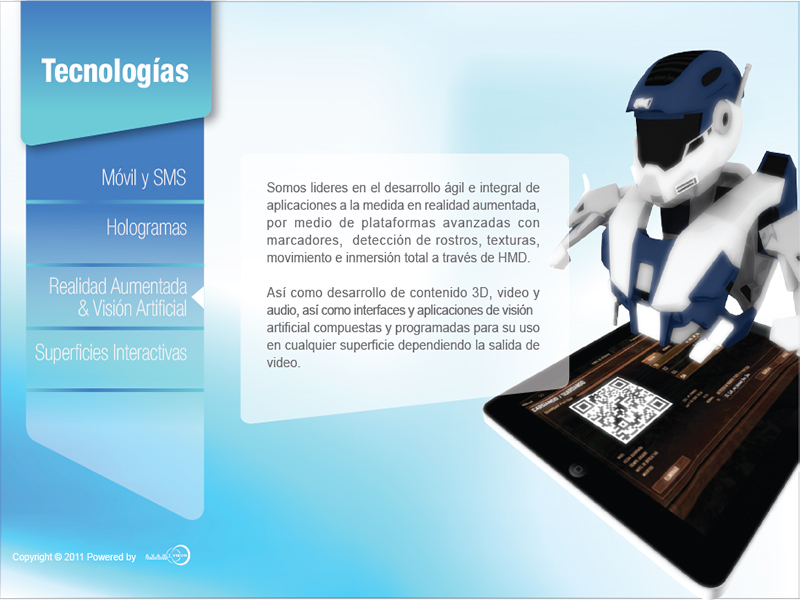 Tecnologías
Móvil y SMS
Hologramas
Realidad Aumentada
& Visión Artificial
Superficies Interactivas
Somos lideres en el desarrollo ágil e integral de
aplicaciones a la medida en realidad aumentada,
por medio de plataformas avanzadas con
marcadores, detección de rostros, texturas,
movimiento e inmersión total a través de HMD.
Así como desarrollo de contenido 3D, video y
audio, así como interfaces y aplicaciones de visión
artificial compuestas y programadas para su uso
en cualquier superficie dependiendo la salida de
video.
Copyright © 2011 Powered by